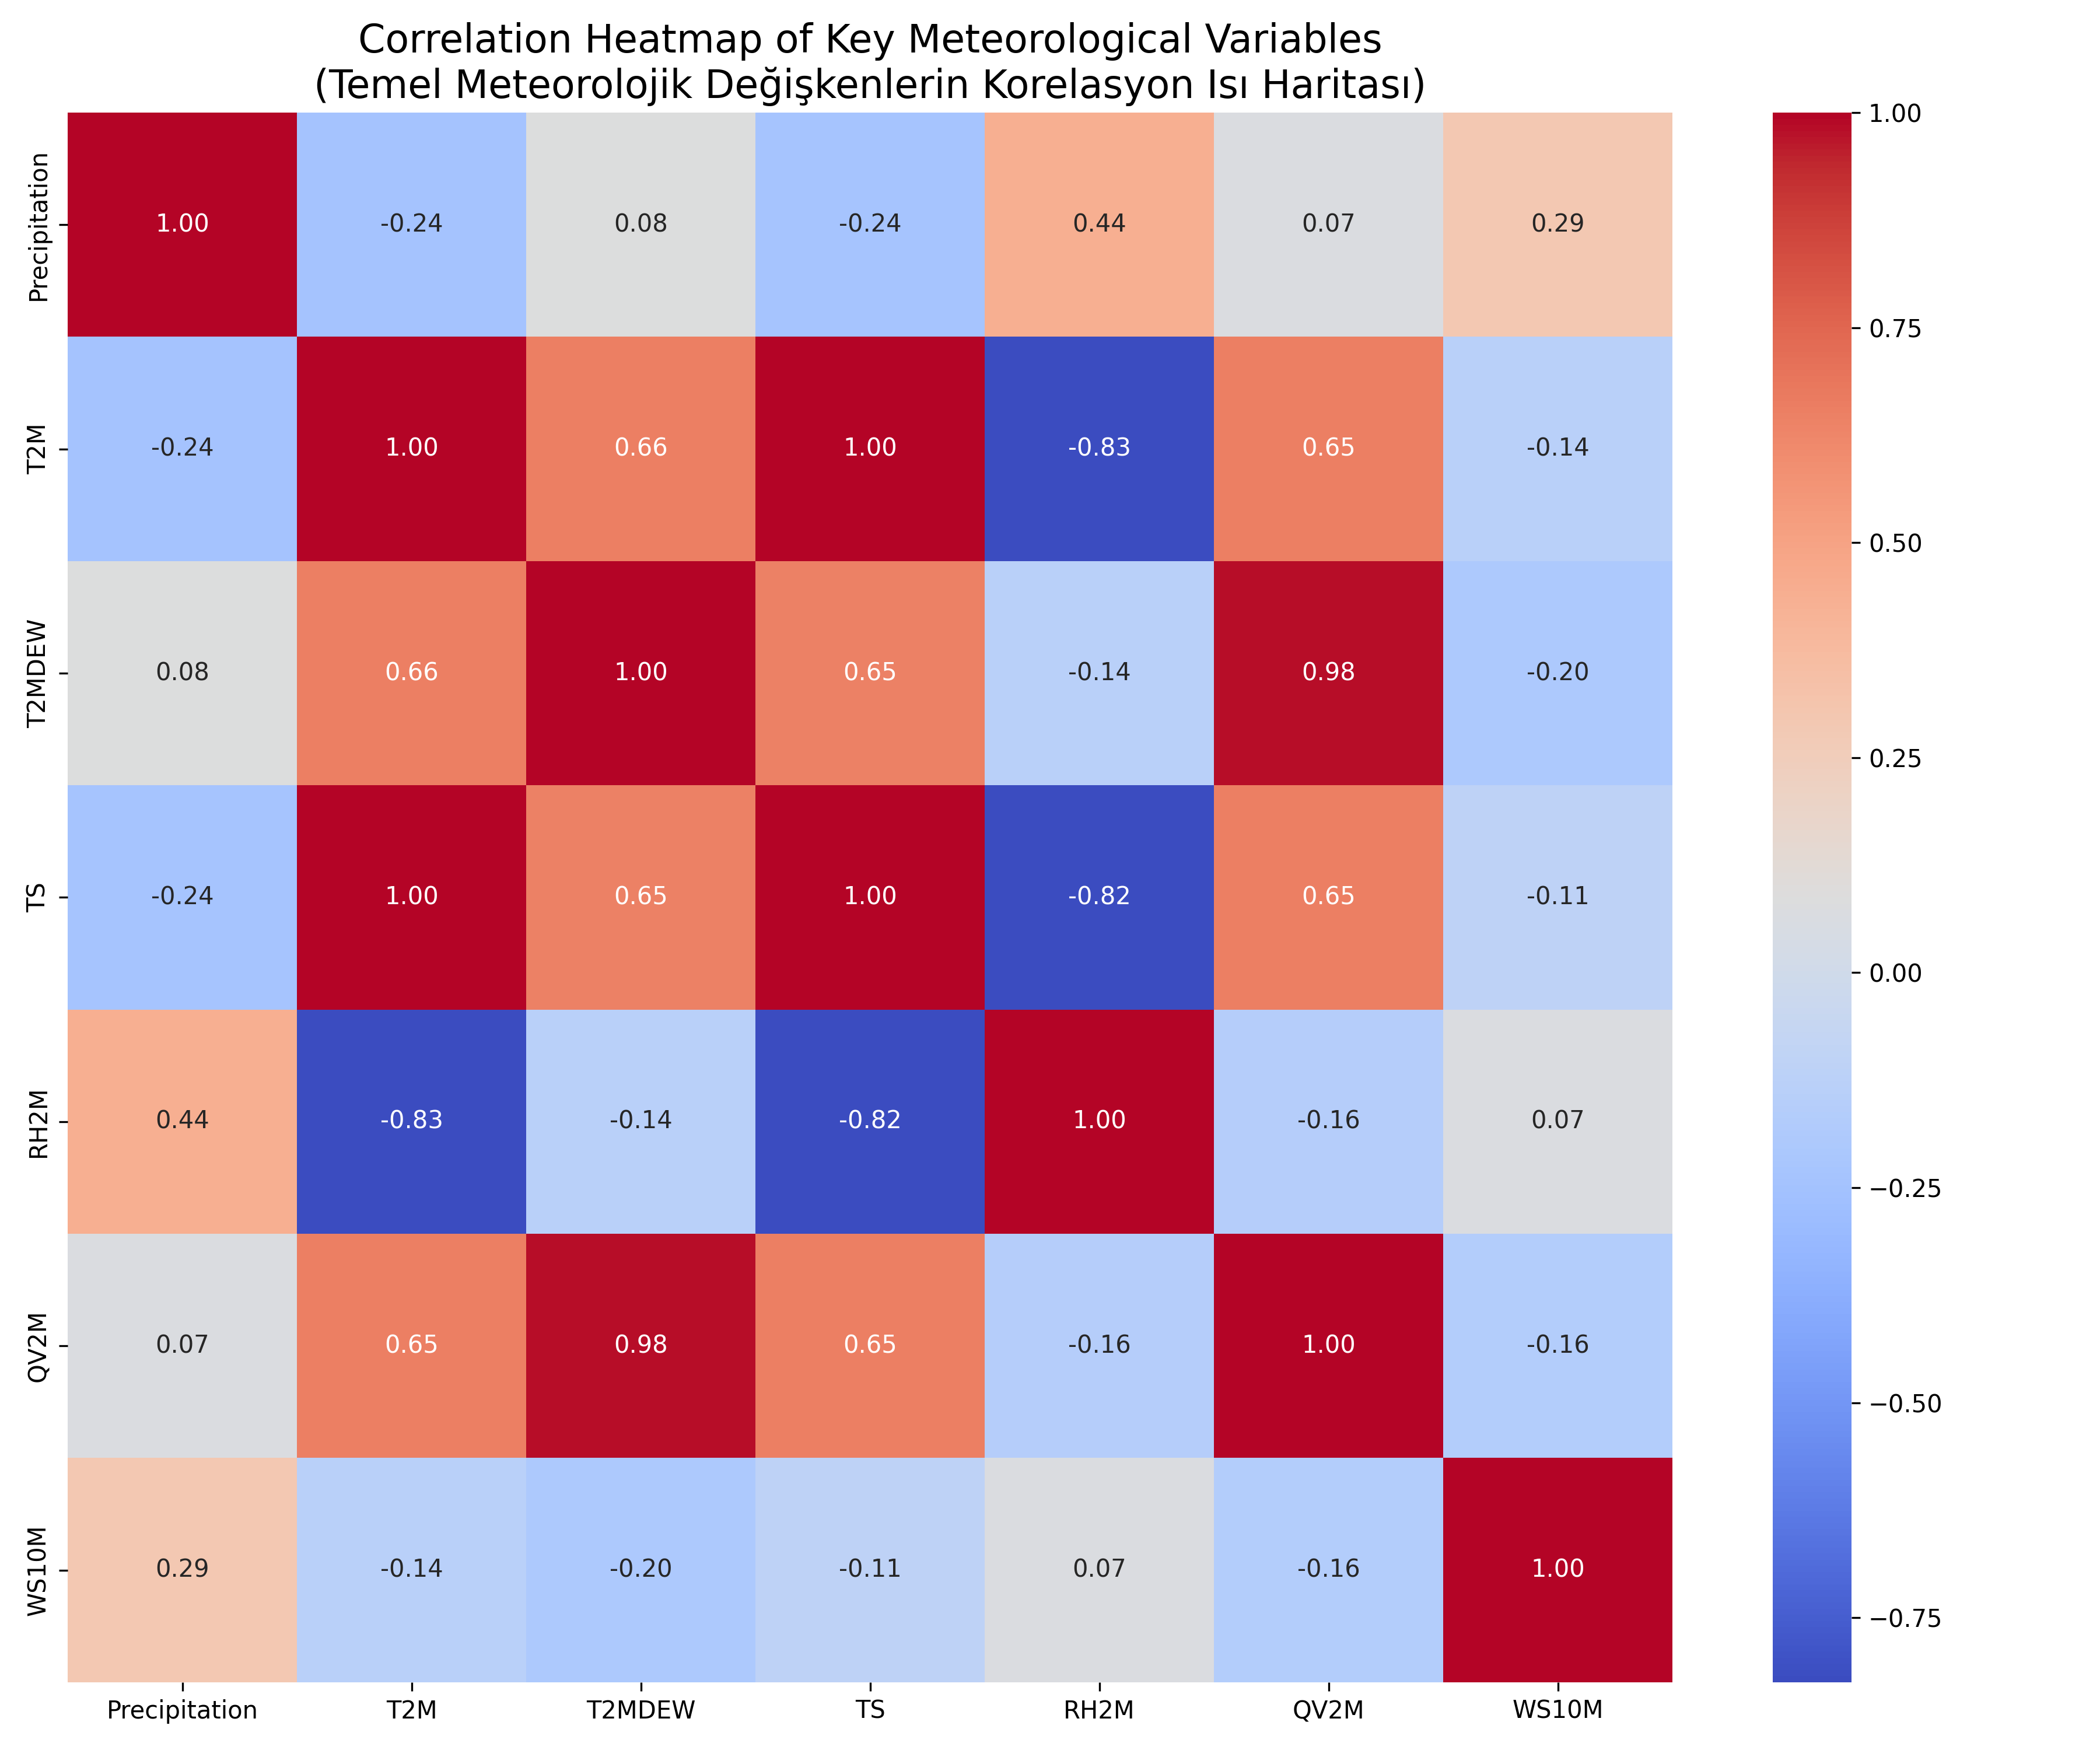 Correlation Heatmap of Key Meteorological Variables
(Temel Meteorolojik Değişkenlerin Korelasyon Isı Haritası)
Precipitation 1.00 -0.24 0.08 -0.24 0.44 0.07 0.29
T2M -0.24 1.00 0.66 1.00 -0.83 0.65 -0.14
T2MDEW 0.08 0.66 1.00 0.65 -0.14 0.98 -0.20
TS -0.24 1.00 0.65 1.00 -0.82 0.65 -0.11
RH2M 0.44 -0.83 -0.14 -0.82 1.00 -0.16 0.07
QV2M 0.07 0.65 0.98 0.65 -0.16 1.00 -0.16
WS10M 0.29 -0.14 -0.20 -0.11 0.07 -0.16 1.00
Precipitation T2M T2MDEW TS RH2M QV2M WS10M
1.00
0.75
0.50
0.25
0.00
−0.25
−0.50
−0.75